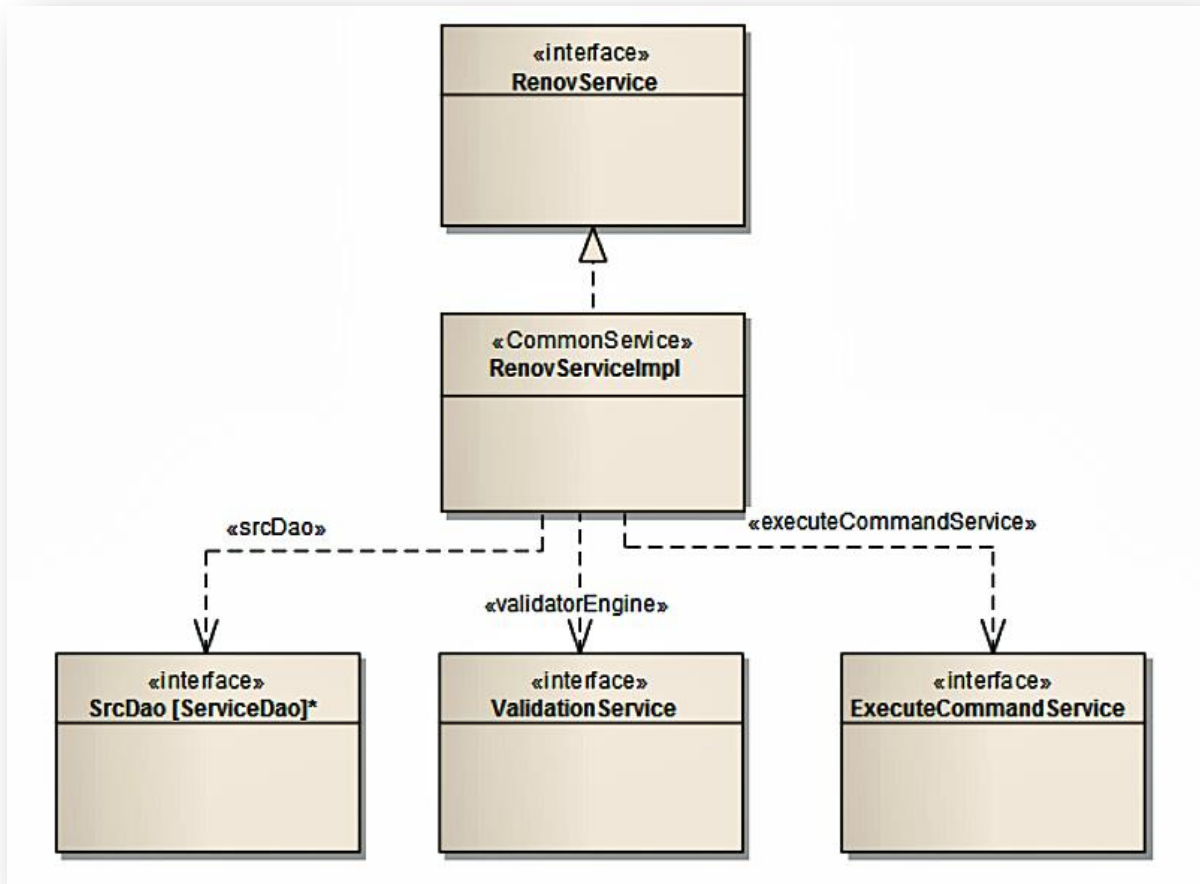 «interface»
RenovService
«CommonService»
RenovServiceImpl
«srcDao»
«executeCommandService»
«validatorEngine»
«interface»
SrcDao [ServiceDao]*
«interface»
ValidationService
«interface»
ExecuteCommandService